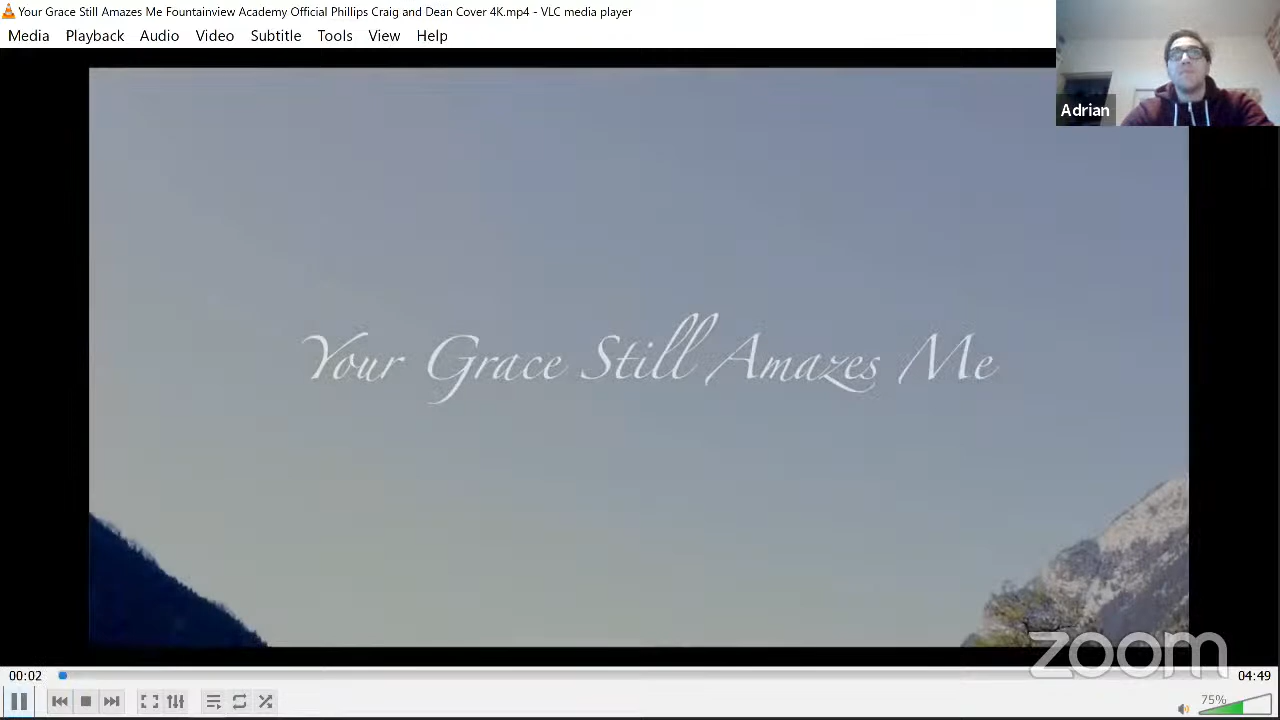 Your Grace Still Amazes Me Fountainview Academy Official Phillips Craig and Dean Cover 4K.mp4 - VLC media player
Media Playback Audio Video Subtitle Tools View Help
Adrian
Your Grace Still Amazes Me
zoom
00:02
04:49
75%